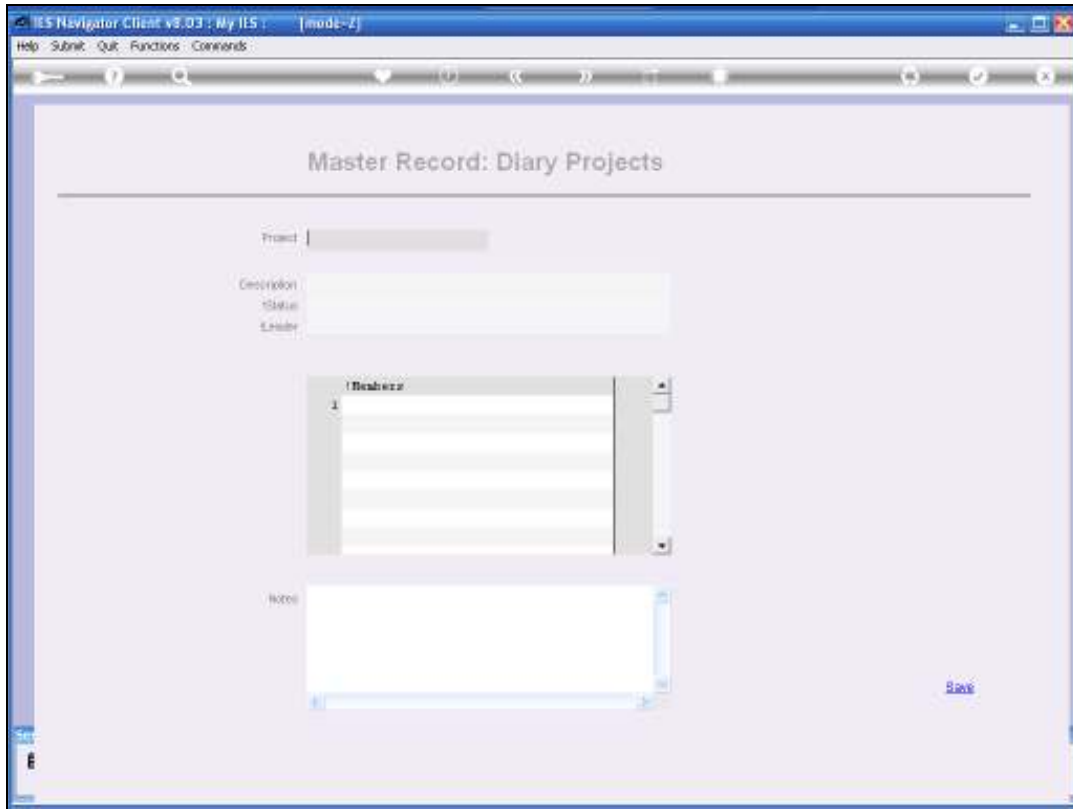 IES Navigator Client v8.03 : My IES : [mode-2]
Help Submit Quit Functions Commands
Master Record: Diary Projects
Project
Description
!Status
!Leader
!Members
1
Notes
Save